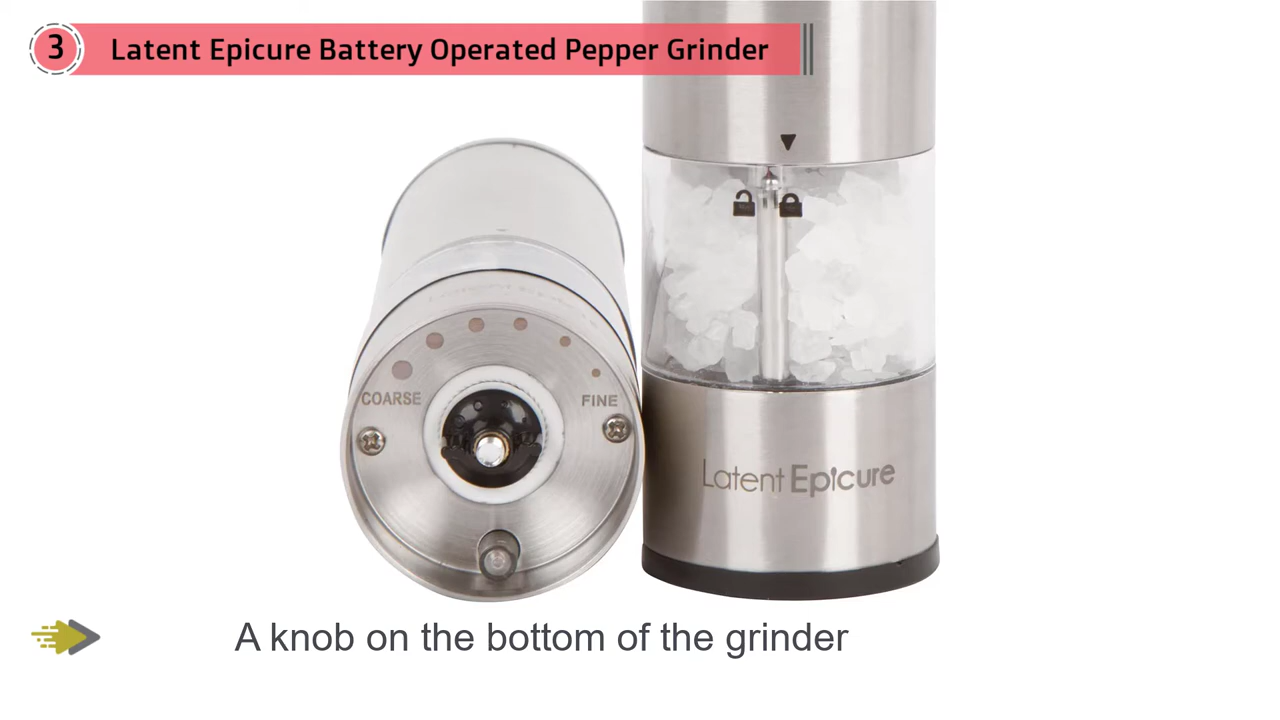 3
Latent Epicure Battery Operated Pepper Grinder
COARSE
FINE
Latent Epicure
A knob on the bottom of the grinder